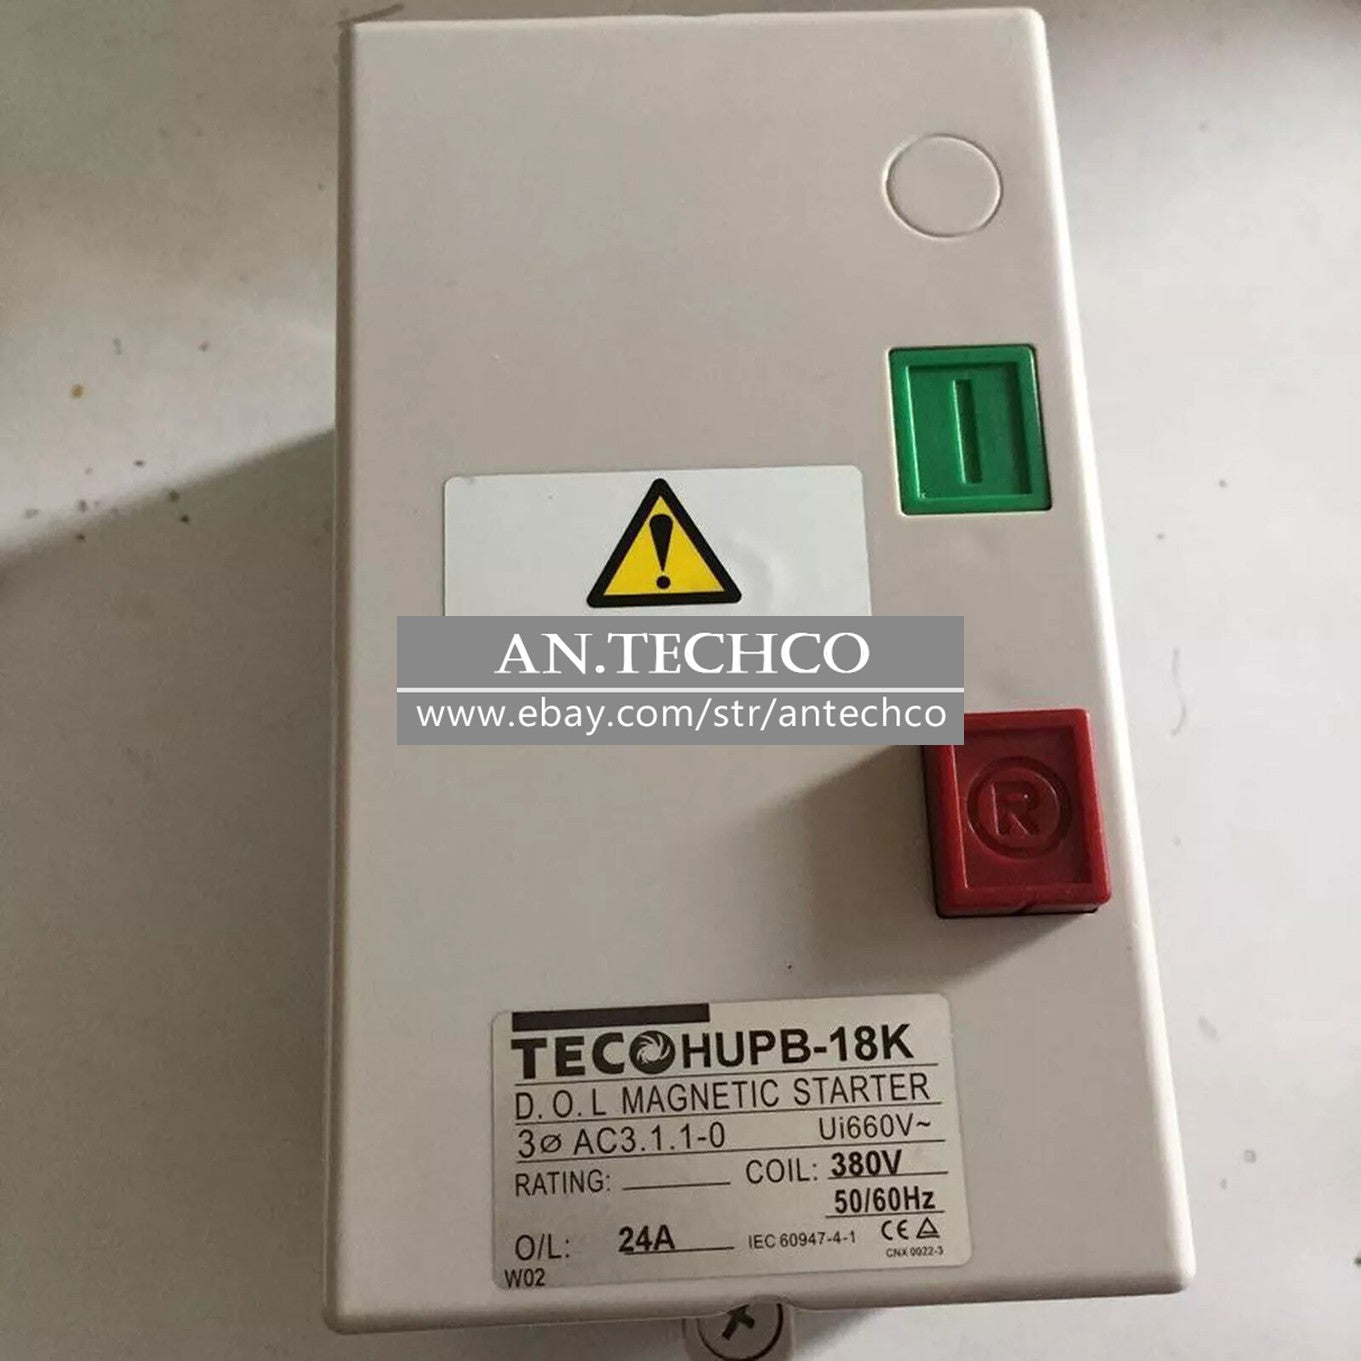 AN.TECHCO
www.ebay.com/str/antechco
R
TECO HUPB-18K
D.O.L MAGNETIC STARTER
3ø AC3.1.1-0 Ui660V~
RATING: COIL: 380V
50/60Hz
O/L: 24A IEC 60947-4-1 CE
CNX 0022-3
W02